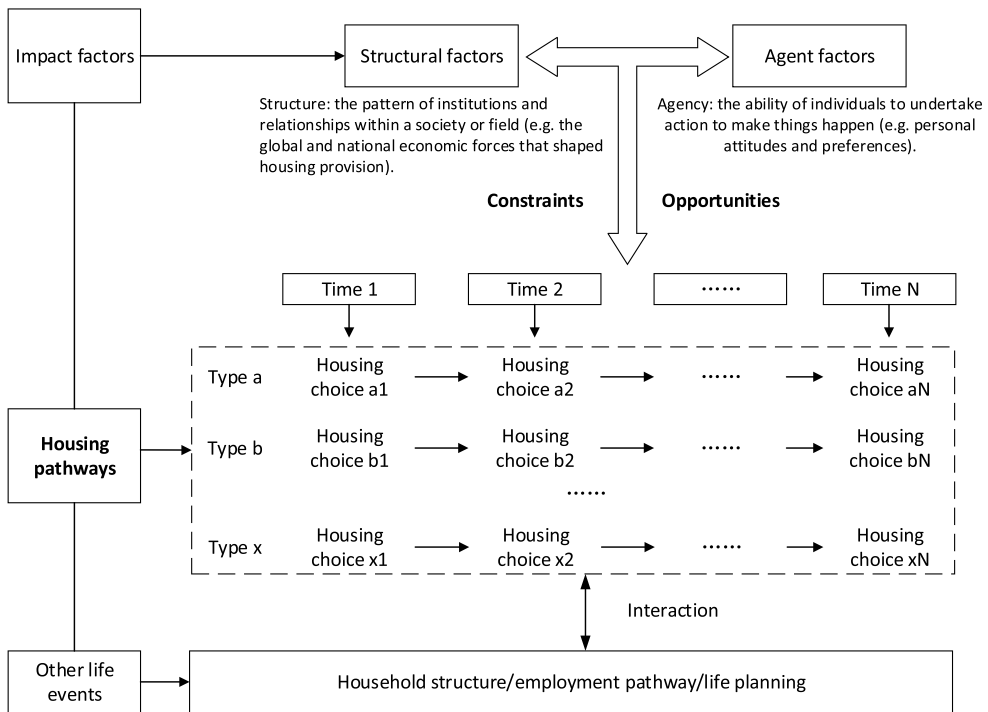 Impact factors
Structural factors
Agent factors
Structure: the pattern of institutions and
relationships within a society or field (e.g. the
global and national economic forces that shaped
housing provision).
Agency: the ability of individuals to undertake
action to make things happen (e.g. personal
attitudes and preferences).
Constraints
Opportunities
Time 1
Time 2
······
Time N
Type a
Housing
choice a1
Housing
choice a2
······
Housing
choice aN
Housing
pathways
Type b
Housing
choice b1
Housing
choice b2
······
Housing
choice bN
······
Type x
Housing
choice x1
Housing
choice x2
······
Housing
choice xN
Interaction
Other life
events
Household structure/employment pathway/life planning